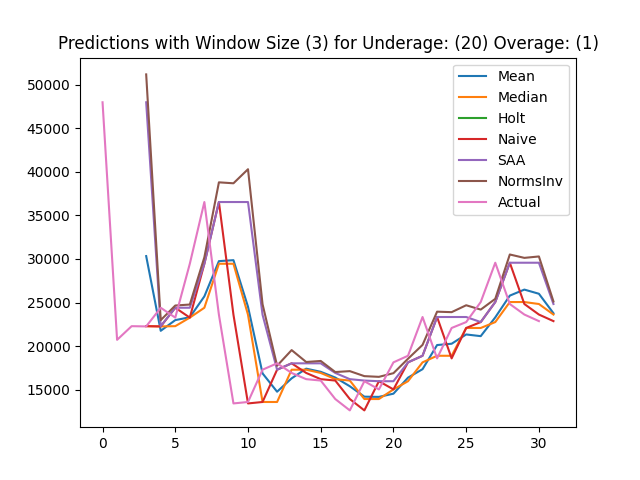 Predictions with Window Size (3) for Underage: (20) Overage: (1)
50000
45000
40000
35000
30000
25000
20000
15000
0 5 10 15 20 25 30
Mean
Median
Holt
Naive
SAA
NormsInv
Actual